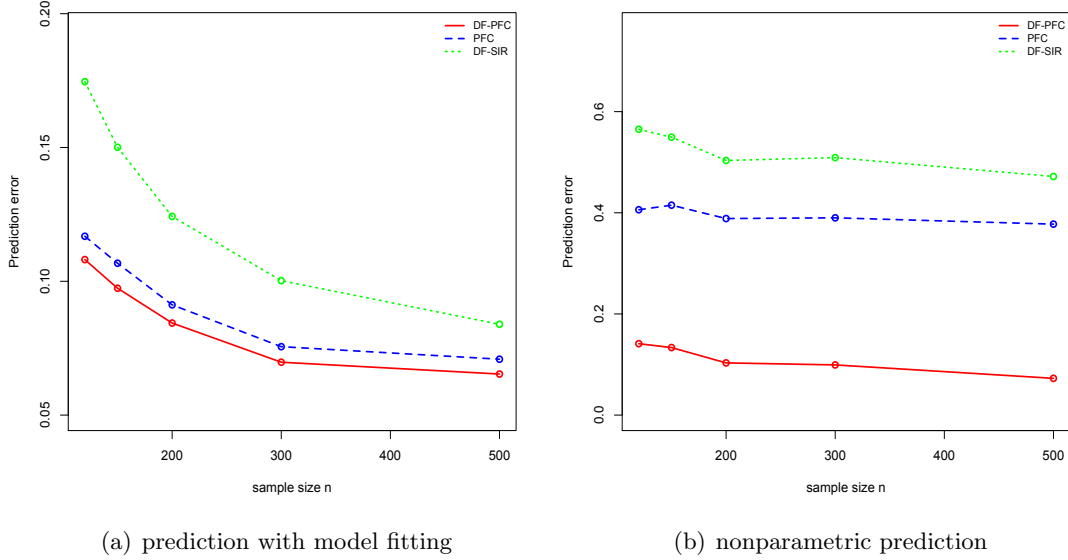 0.20
0.15
0.10
0.05
Prediction error
200
300
400
500
sample size n
DF-PFC
PFC
DF-SIR
(a) prediction with model fitting
0.6
0.4
0.2
0.0
Prediction error
200
300
400
500
sample size n
DF-PFC
PFC
DF-SIR
(b) nonparametric prediction